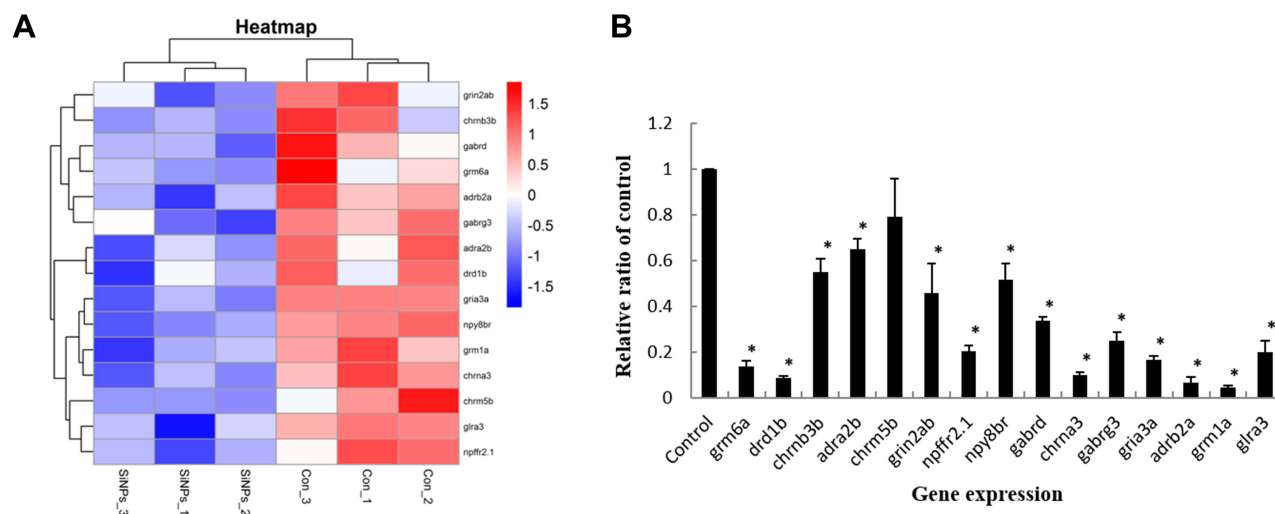 A
Heatmap
grin2ab
chrnb3b
gabrd
grm6a
adrb2a
gabrg3
adra2b
drd1b
gria3a
npy8br
grm1a
chrna3
chrm5b
glra3
npffr2.1
SiNPs_3
SiNPs_1
SiNPs_2
Con_3
Con_1
Con_2
1.5
1
0.5
0
-0.5
-1
-1.5
B
Relative ratio of control
1.2
1
0.8
0.6
0.4
0.2
0
* * * * * * * * * * * * * *
Control
grm6a
drd1b
chrnb3b
adra2b
chrm5b
grin2ab
npffr2.1
npy8br
gabrd
chrna3
gabrg3
gria3a
adrb2a
grm1a
glra3
Gene expression